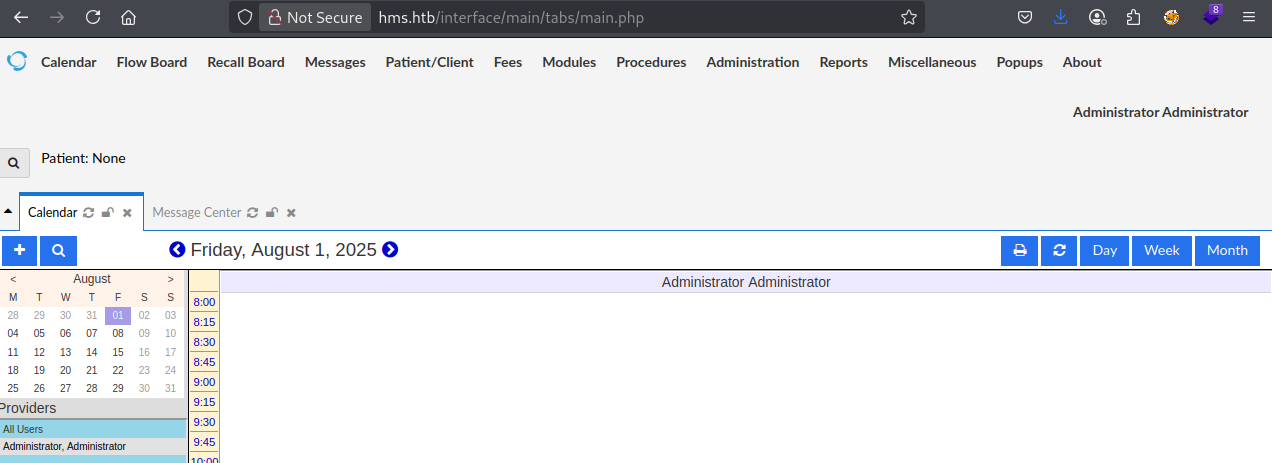 Not Secure hms.htb/interface/main/tabs/main.php 8
Calendar Flow Board Recall Board Messages Patient/Client Fees Modules Procedures Administration Reports Miscellaneous Popups About
Administrator Administrator
Patient: None
Calendar Message Center
+ Friday, August 1, 2025 Day Week Month
< August > Administrator Administrator
M T W T F S S
8:00
28 29 30 31 01 02 03
8:15
04 05 06 07 08 09 10
8:30
11 12 13 14 15 16 17
8:45
18 19 20 21 22 23 24
9:00
25 26 27 28 29 30 31
9:15
Providers
All Users
9:30
Administrator, Administrator
9:45
10:00